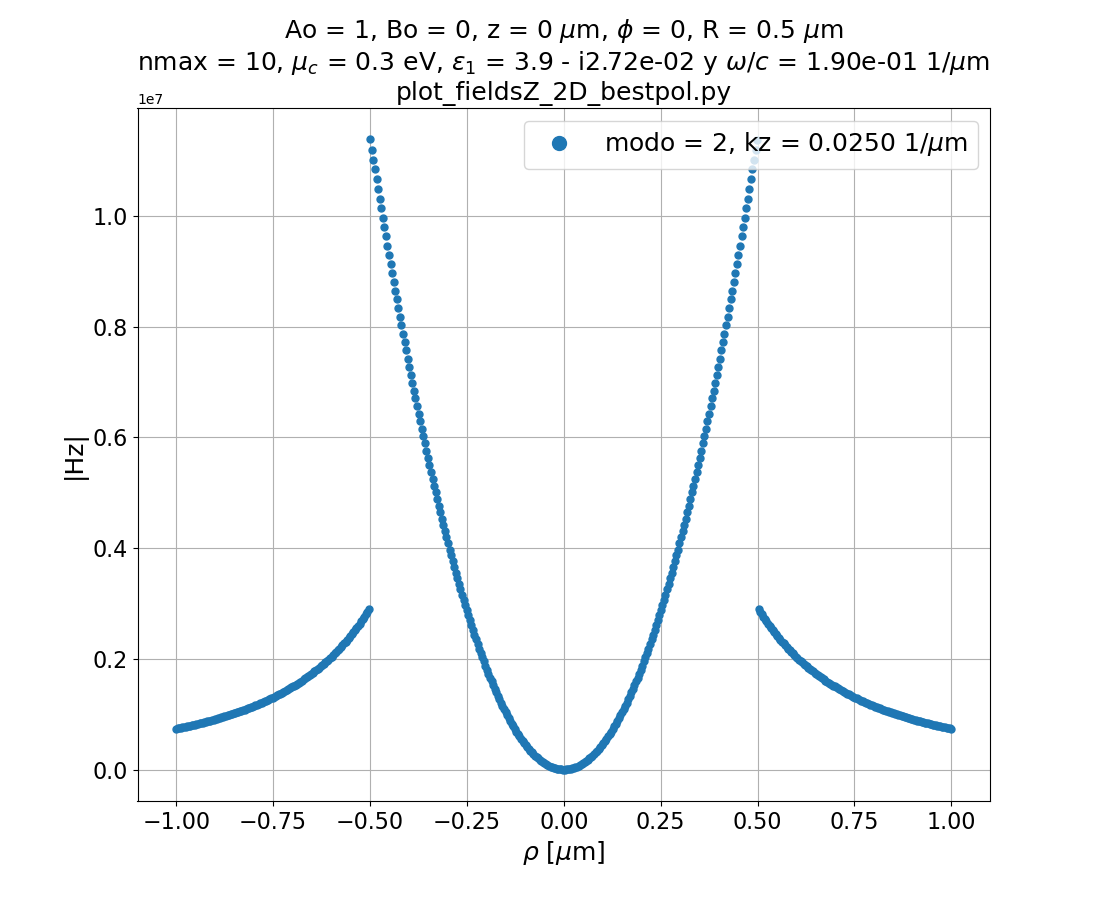 Ao = 1, Bo = 0, z = 0 μm, ϕ = 0, R = 0.5 μm
nmax = 10, μc = 0.3 eV, ε1 = 3.9 - i2.72e-02 y ω/c = 1.90e-01 1/μm
plot_fieldsZ_2D_bestpol.py
1e7
modo = 2, kz = 0.0250 1/μm
1.0
0.8
0.6
0.4
0.2
0.0
|Hz|
−1.00 −0.75 −0.50 −0.25 0.00 0.25 0.50 0.75 1.00
ρ [μm]